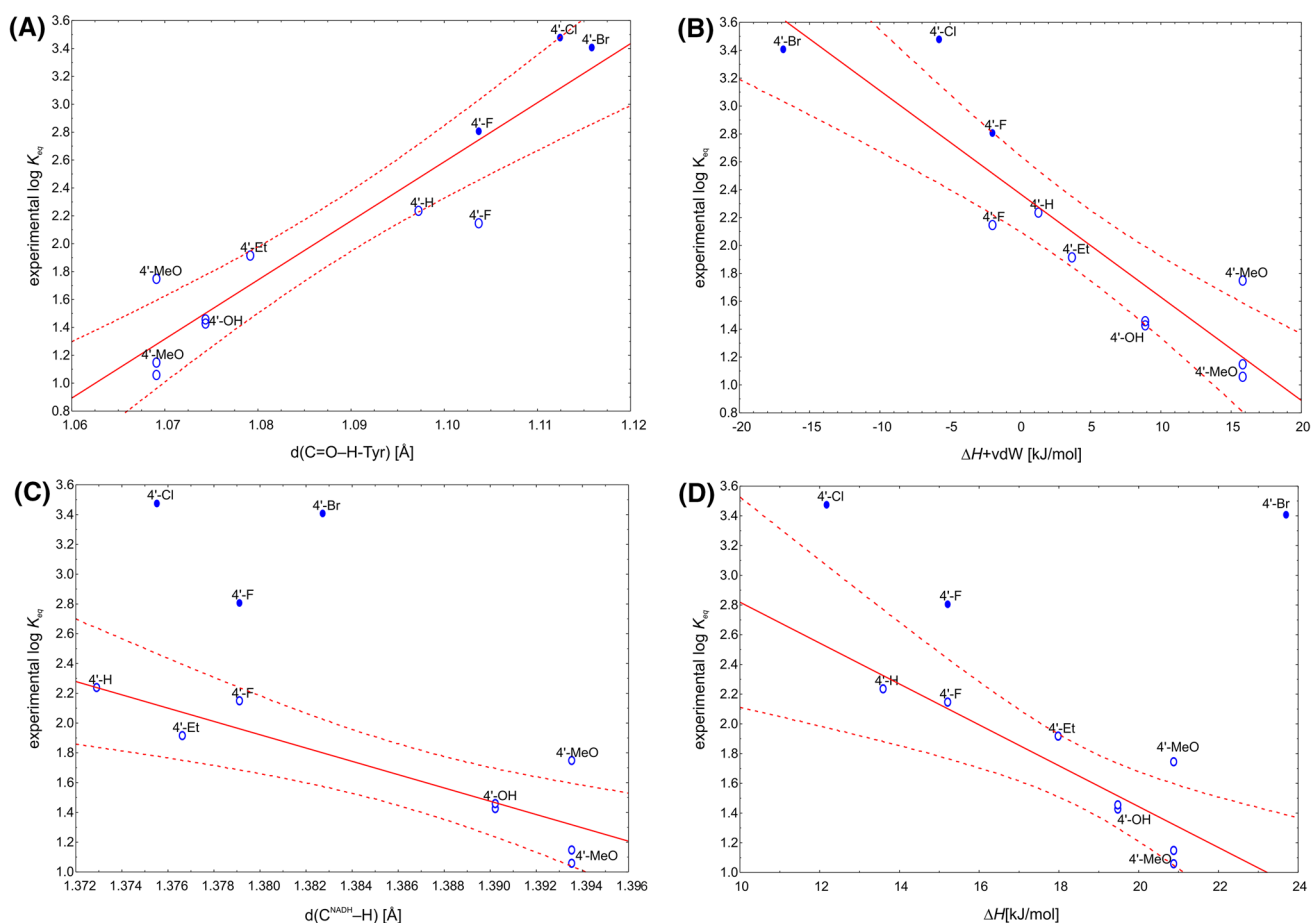 (A)
3.6
3.4
3.2
3.0
2.8
2.6
2.4
2.2
2.0
1.8
1.6
1.4
1.2
1.0
0.8
experimental log Keq
4'-Cl
4'-Br
4'-F
4'-H
4'-F
4'-Et
4'-MeO
4'-OH
4'-MeO
1.06 1.07 1.08 1.09 1.10 1.11 1.12
d(C=O–H-Tyr) [Å]
(B)
3.6
3.4
3.2
3.0
2.8
2.6
2.4
2.2
2.0
1.8
1.6
1.4
1.2
1.0
0.8
experimental log Keq
4'-Br
4'-Cl
4'-F
4'-H
4'-F
4'-Et
4'-MeO
4'-OH
4'-MeO
-20 -15 -10 -5 0 5 10 15 20
ΔH+vdW [kJ/mol]
(C)
3.6
3.4
3.2
3.0
2.8
2.6
2.4
2.2
2.0
1.8
1.6
1.4
1.2
1.0
experimental log Keq
4'-Cl
4'-Br
4'-F
4'-H
4'-F
4'-Et
4'-MeO
4'-OH
4'-MeO
1.372 1.374 1.376 1.378 1.380 1.382 1.384 1.386 1.388 1.390 1.392 1.394 1.396
d(CNADH–H) [Å]
(D)
3.6
3.4
3.2
3.0
2.8
2.6
2.4
2.2
2.0
1.8
1.6
1.4
1.2
1.0
experimental log Keq
4'-Cl
4'-Br
4'-F
4'-H
4'-F
4'-Et
4'-MeO
4'-OH
4'-MeO
10 12 14 16 18 20 22 24
ΔH[kJ/mol]